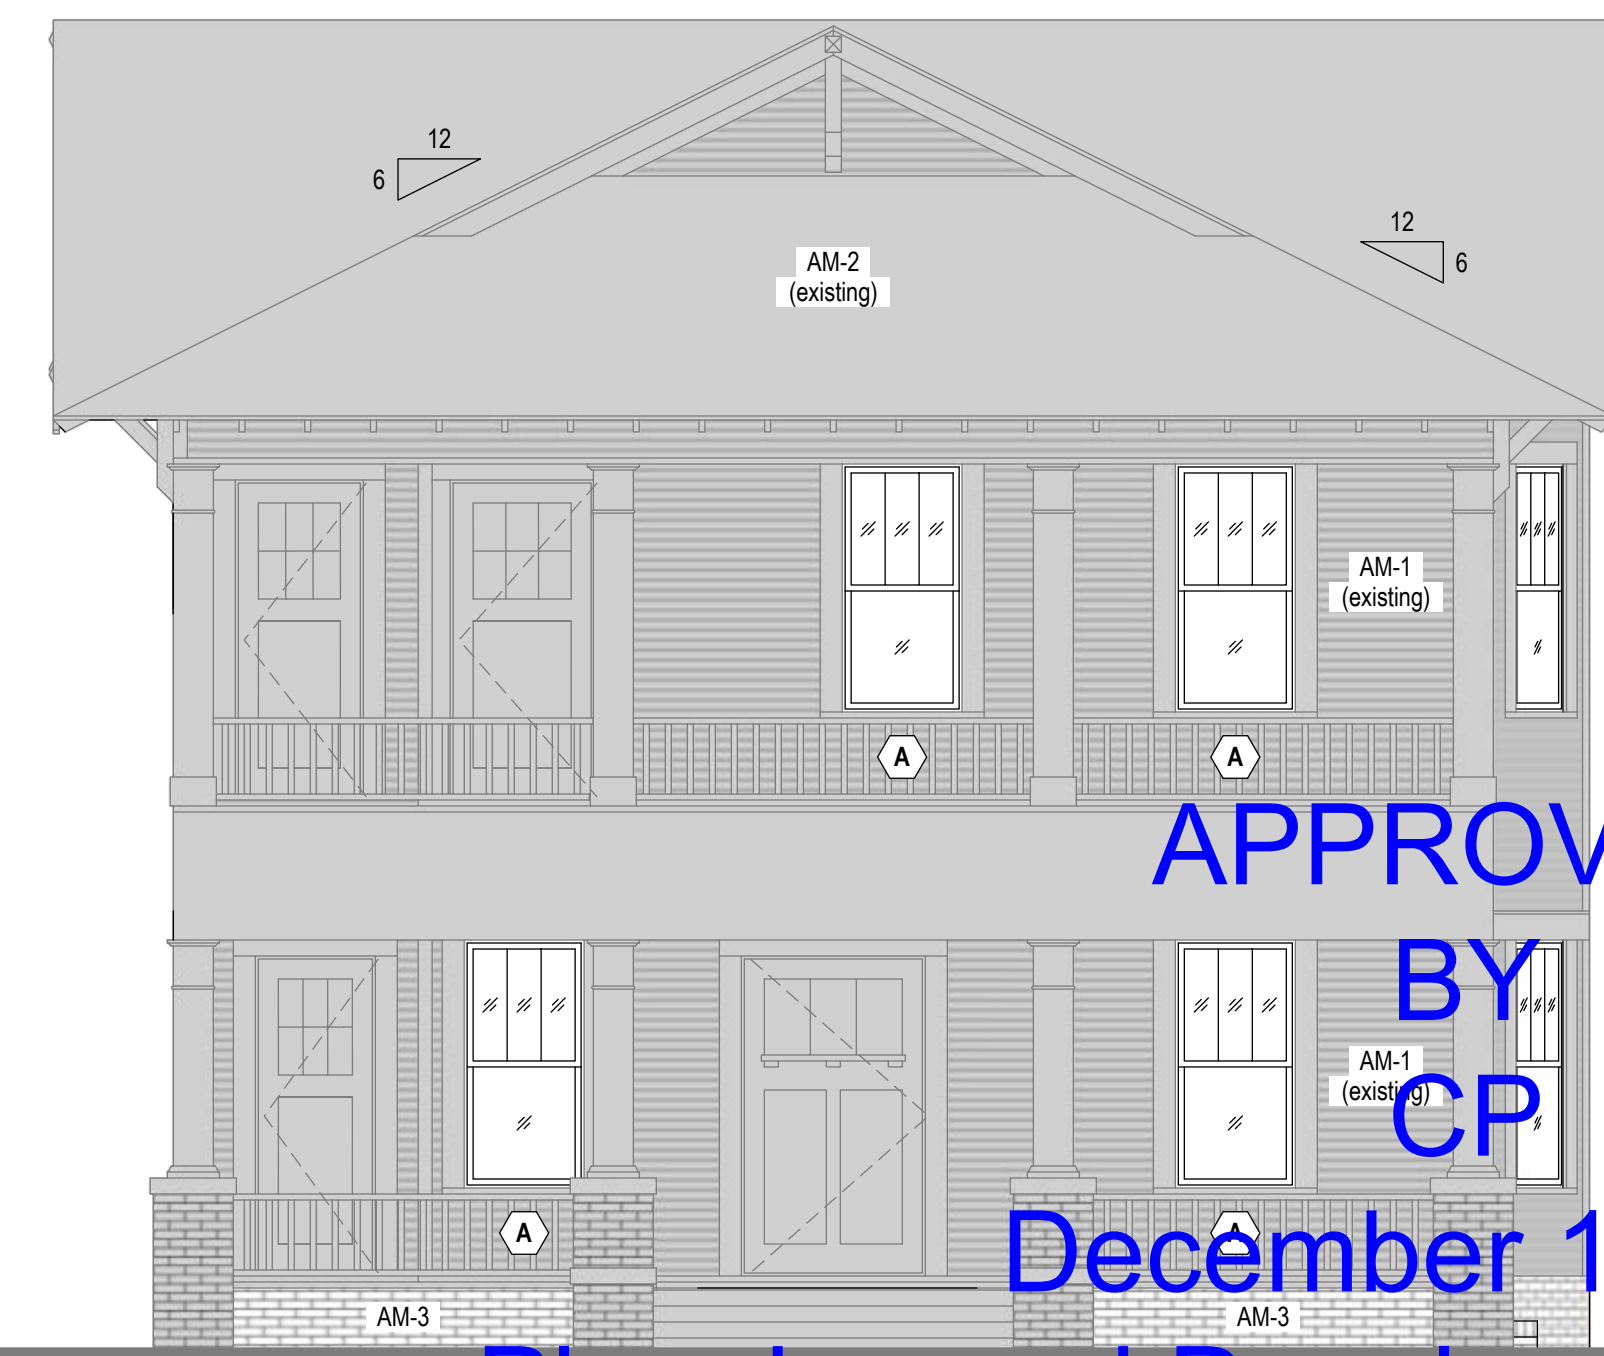 12
6
12
6
AM-2
(existing)
AM-1
(existing)
A
A
APPROV
BY
AM-1
(existing)
CP
A
A
December 1
AM-3
AM-3